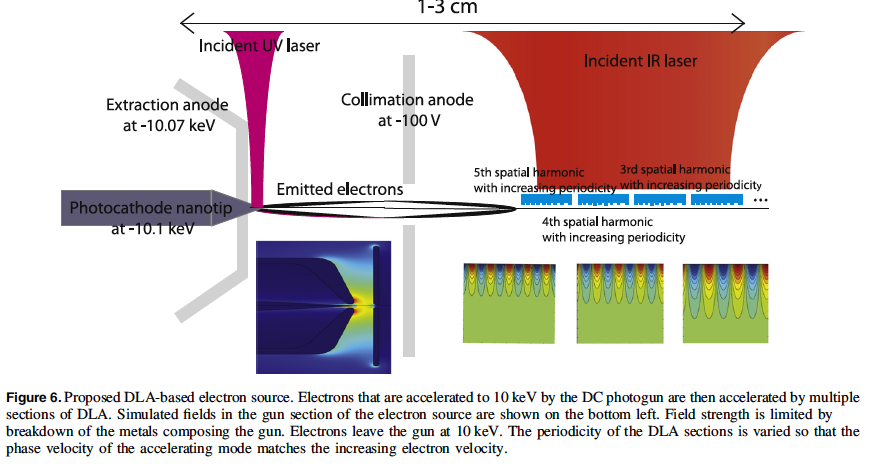 1-3 cm
Incident UV laser
Incident IR laser
Extraction anode
at -10.07 keV
Collimation anode
at -100 V
5th spatial harmonic
with increasing periodicity
3rd spatial harmonic
with increasing periodicity
Emitted electrons
Photocathode nanotip
at -10.1 keV
...
4th spatial harmonic
with increasing periodicity
Figure 6. Proposed DLA-based electron source. Electrons that are accelerated to 10 keV by the DC photogun are then accelerated by multiple
sections of DLA. Simulated fields in the gun section of the electron source are shown on the bottom left. Field strength is limited by
breakdown of the metals composing the gun. Electrons leave the gun at 10 keV. The periodicity of the DLA sections is varied so that the
phase velocity of the accelerating mode matches the increasing electron velocity.